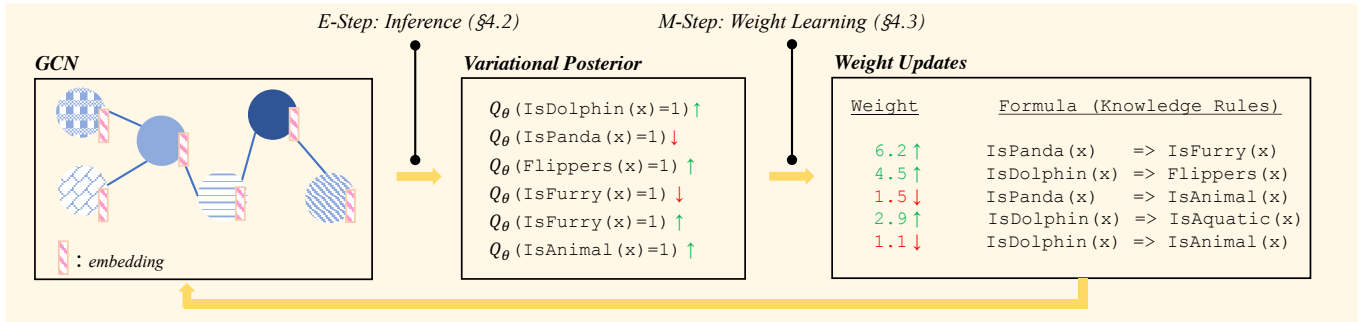 E-Step: Inference (§4.2)
M-Step: Weight Learning (§4.3)
GCN
: embedding
Variational Posterior
Qθ(IsDolphin(x)=1)↑
Qθ(IsPanda(x)=1)↓
Qθ(Flippers(x)=1)↑
Qθ(IsFurry(x)=1)↓
Qθ(IsFurry(x)=1)↑
Qθ(IsAnimal(x)=1)↑
Weight Updates
Weight Formula (Knowledge Rules)
6.2↑ IsPanda(x) => IsFurry(x)
4.5↑ IsDolphin(x) => Flippers(x)
1.5↓ IsPanda(x) => IsAnimal(x)
2.9↑ IsDolphin(x) => IsAquatic(x)
1.1↓ IsDolphin(x) => IsAnimal(x)